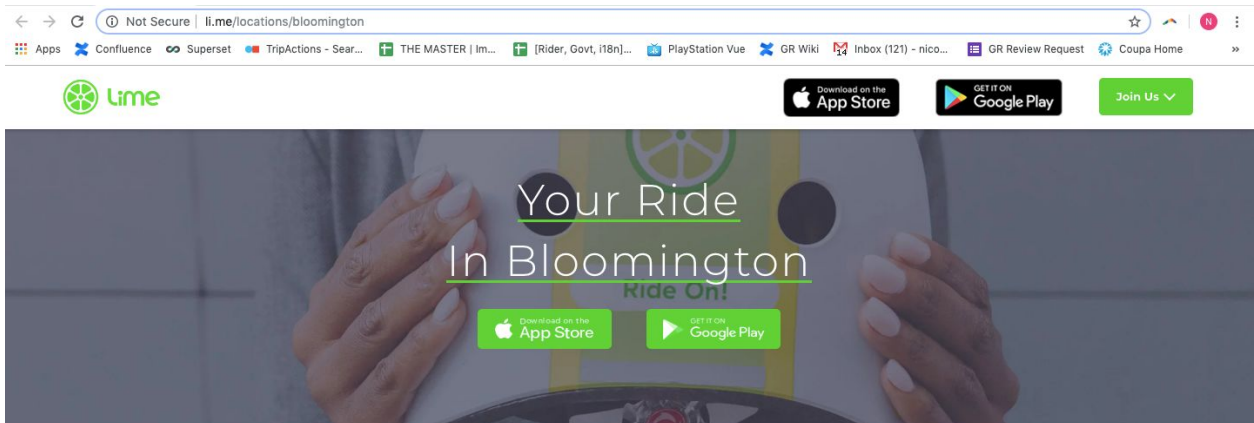 Not Secure | li.me/locations/bloomington
N
Apps Confluence Superset TripActions - Sear... THE MASTER | Im... [Rider, Govt, i18n]... PlayStation Vue GR Wiki 14 Inbox (121) - nico... GR Review Request Coupa Home »
Lime
Download on the
App Store
GET IT ON
Google Play
Join Us
Your Ride
In Bloomington
Ride On!
Download on the
App Store
GET IT ON
Google Play